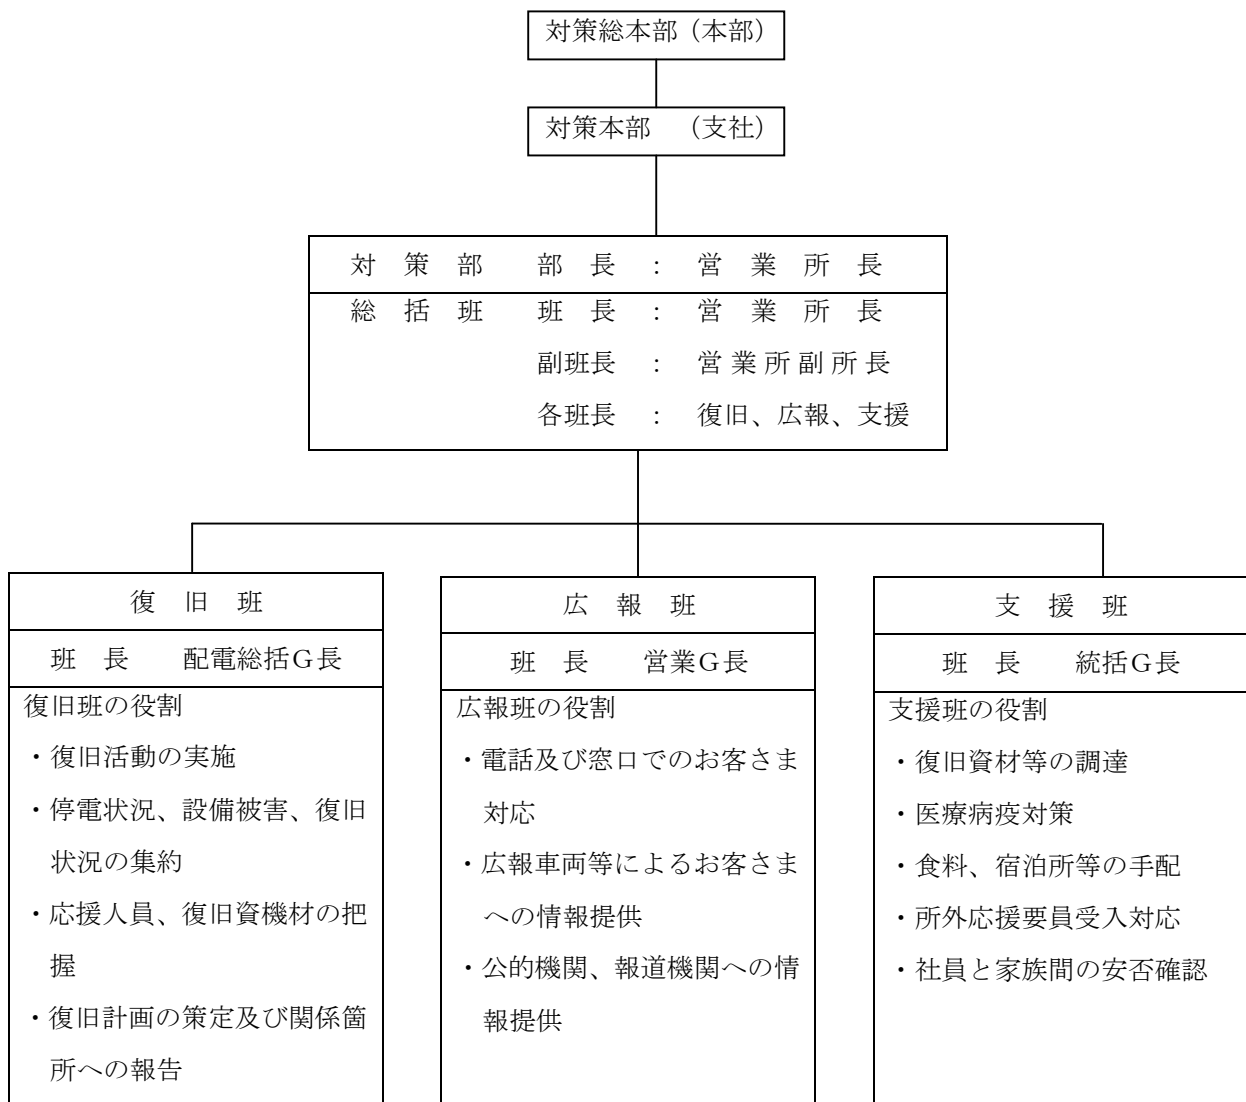 対策総本部（本部）
対策本部　（支社）
対　策　部　部　長　：　営　業　所　長
総　括　班　班　長　：　営　業　所　長
副班長　：　営業所副所長
各班長　：　復旧、広報、支援
復　旧　班
班　長　配電総括Ｇ長
復旧班の役割
・復旧活動の実施
・停電状況、設備被害、復旧
状況の集約
・応援人員、復旧資機材の把
握
・復旧計画の策定及び関係箇
所への報告
広　報　班
班　長　営業Ｇ長
広報班の役割
・電話及び窓口でのお客さま
対応
・広報車両等によるお客さま
への情報提供
・公的機関、報道機関への情
報提供
支　援　班
班　長　統括Ｇ長
支援班の役割
・復旧資材等の調達
・医療病疫対策
・食料、宿泊所等の手配
・所外応援要員受入対応
・社員と家族間の安否確認